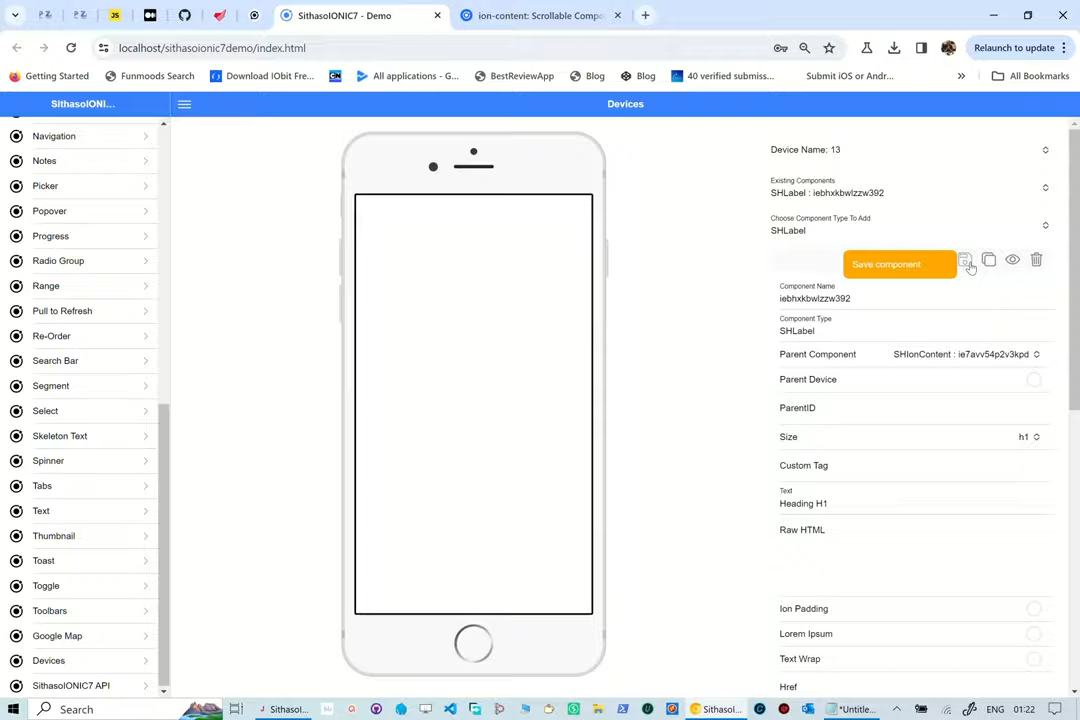 SithasoIONIC7 - Demo
ion-content: Scrollable Compo
localhost/sithasoionic7demo/index.html
Relaunch to update
Getting Started
Funmoods Search
Download IObit Fre...
CN
All applications - G...
BestReviewApp
Blog
Blog
40 verified submiss...
Submit iOS or Andr...
All Bookmarks
SithasoIONI...
Devices
Navigation
Notes
Picker
Popover
Progress
Radio Group
Range
Pull to Refresh
Re-Order
Search Bar
Segment
Select
Skeleton Text
Spinner
Tabs
Text
Thumbnail
Toast
Toggle
Toolbars
Google Map
Devices
SithasoIONIC7 API
Device Name: 13
Existing Components
SHLabel : iebhxkbwlzzw392
Choose Component Type To Add
SHLabel
Save component
Component Name
iebhxkbwlzzw392
Component Type
SHLabel
Parent Component SHIonContent : ie7avv54p2v3kpd
Parent Device
ParentID
Size h1
Custom Tag
Text
Heading H1
Raw HTML
Ion Padding
Lorem Ipsum
Text Wrap
Href
Search
Sithasol...
SithasoI...
*Untitle...
ENG
01:22